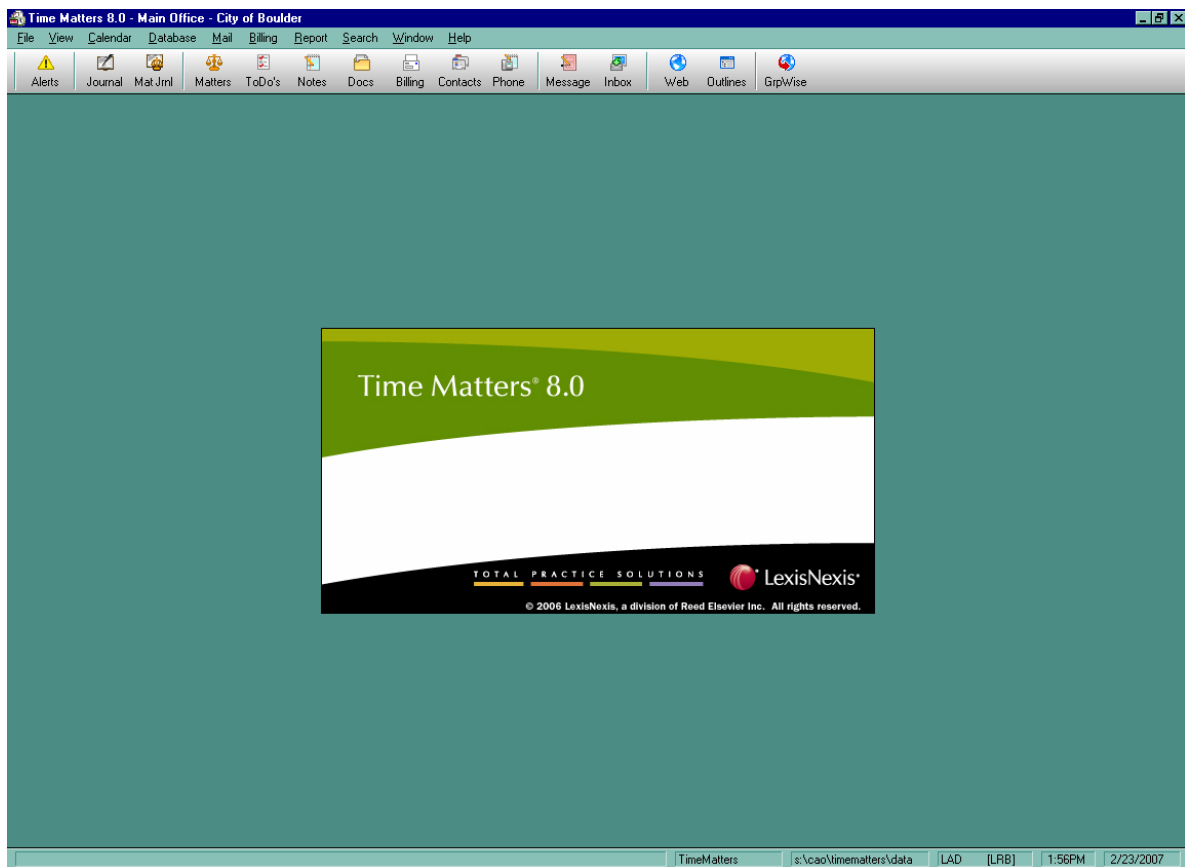 Time Matters 8.0 - Main Office - City of Boulder
File View Calendar Database Mail Billing Report Search Window Help
Alerts Journal Mat Jrnl Matters ToDo's Notes Docs Billing Contacts Phone Message Inbox Web Outlines GrpWise
Time Matters® 8.0
TOTAL PRACTICE SOLUTIONS
LexisNexis®
© 2006 LexisNexis, a division of Reed Elsevier Inc. All rights reserved.
TimeMatters s:\cao\timematters\data LAD [LRB] 1:56PM 2/23/2007